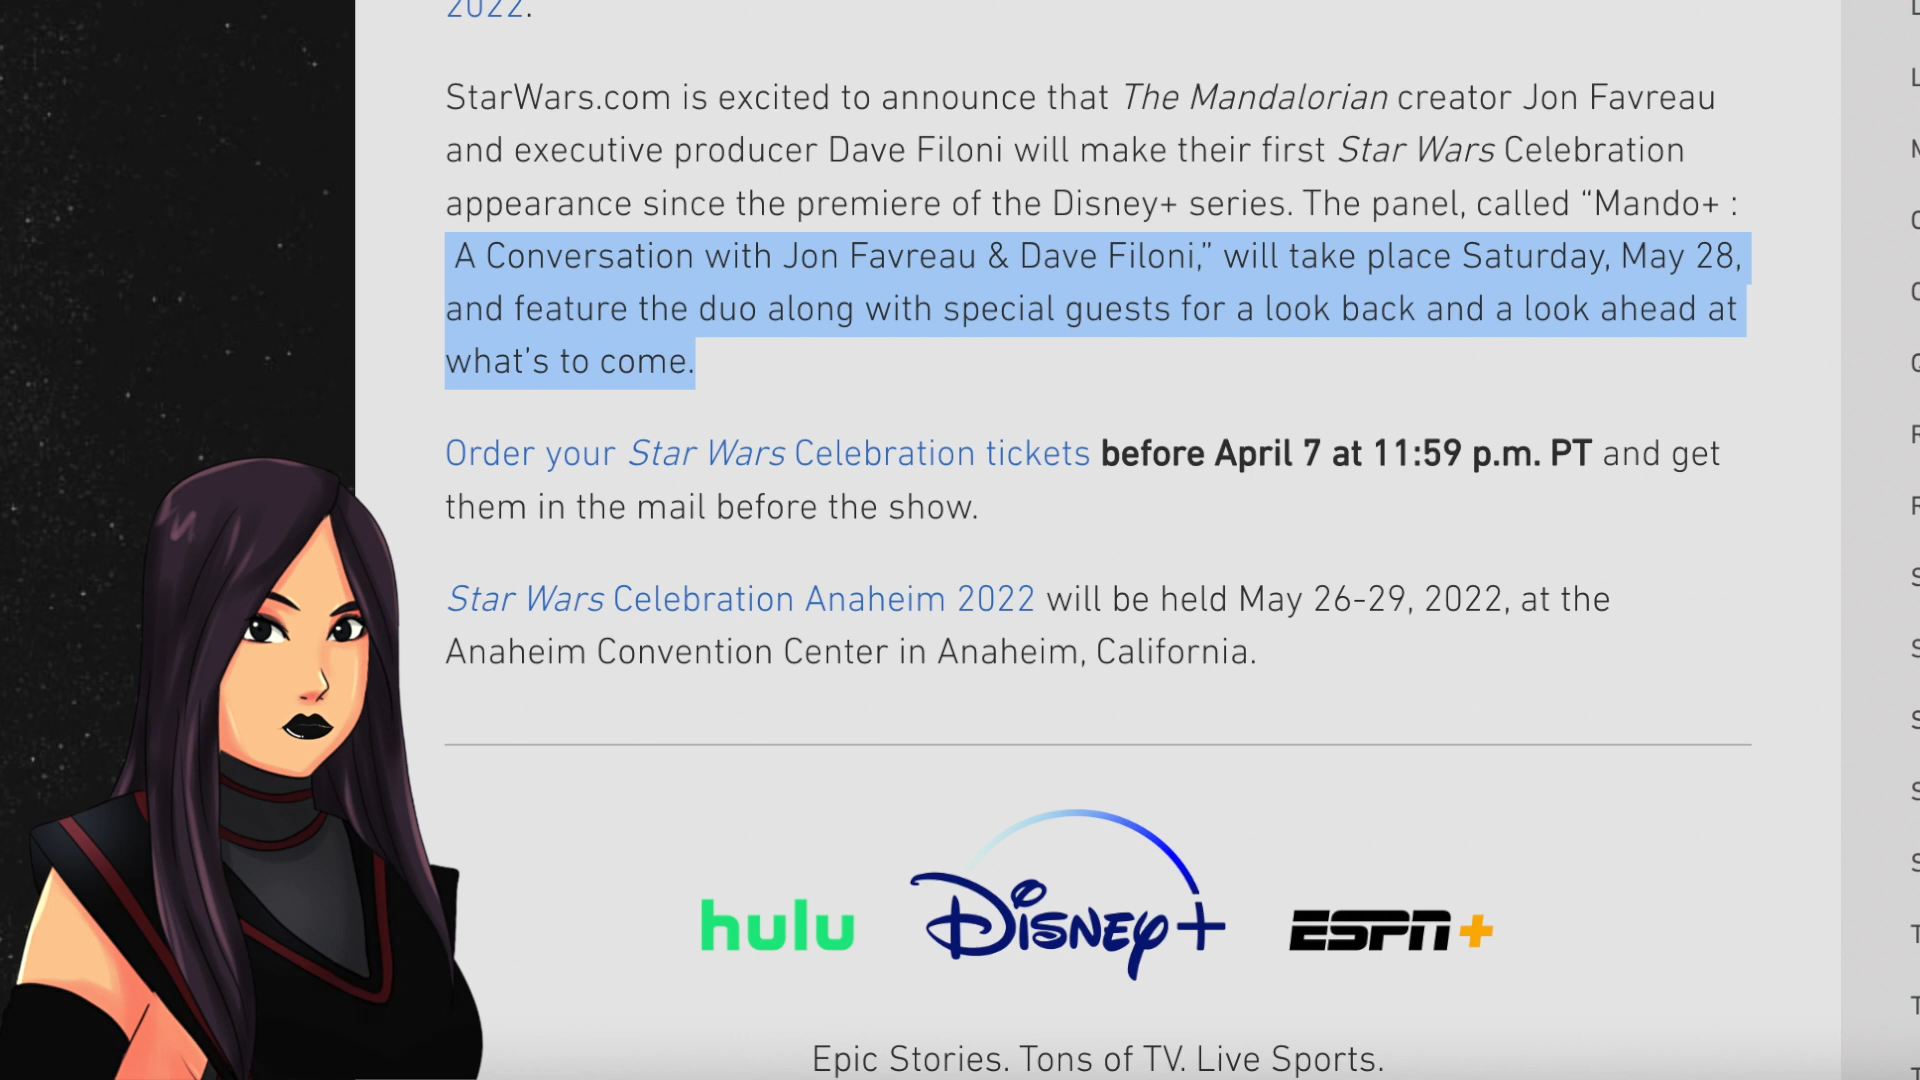 2022.
StarWars.com is excited to announce that The Mandalorian creator Jon Favreau
and executive producer Dave Filoni will make their first Star Wars Celebration
appearance since the premiere of the Disney+ series. The panel, called “Mando+ :
A Conversation with Jon Favreau & Dave Filoni,” will take place Saturday, May 28,
and feature the duo along with special guests for a look back and a look ahead at
what’s to come.
Order your Star Wars Celebration tickets before April 7 at 11:59 p.m. PT and get
them in the mail before the show.
Star Wars Celebration Anaheim 2022 will be held May 26-29, 2022, at the
Anaheim Convention Center in Anaheim, California.
hulu Disney+ ESPN+
Epic Stories. Tons of TV. Live Sports.